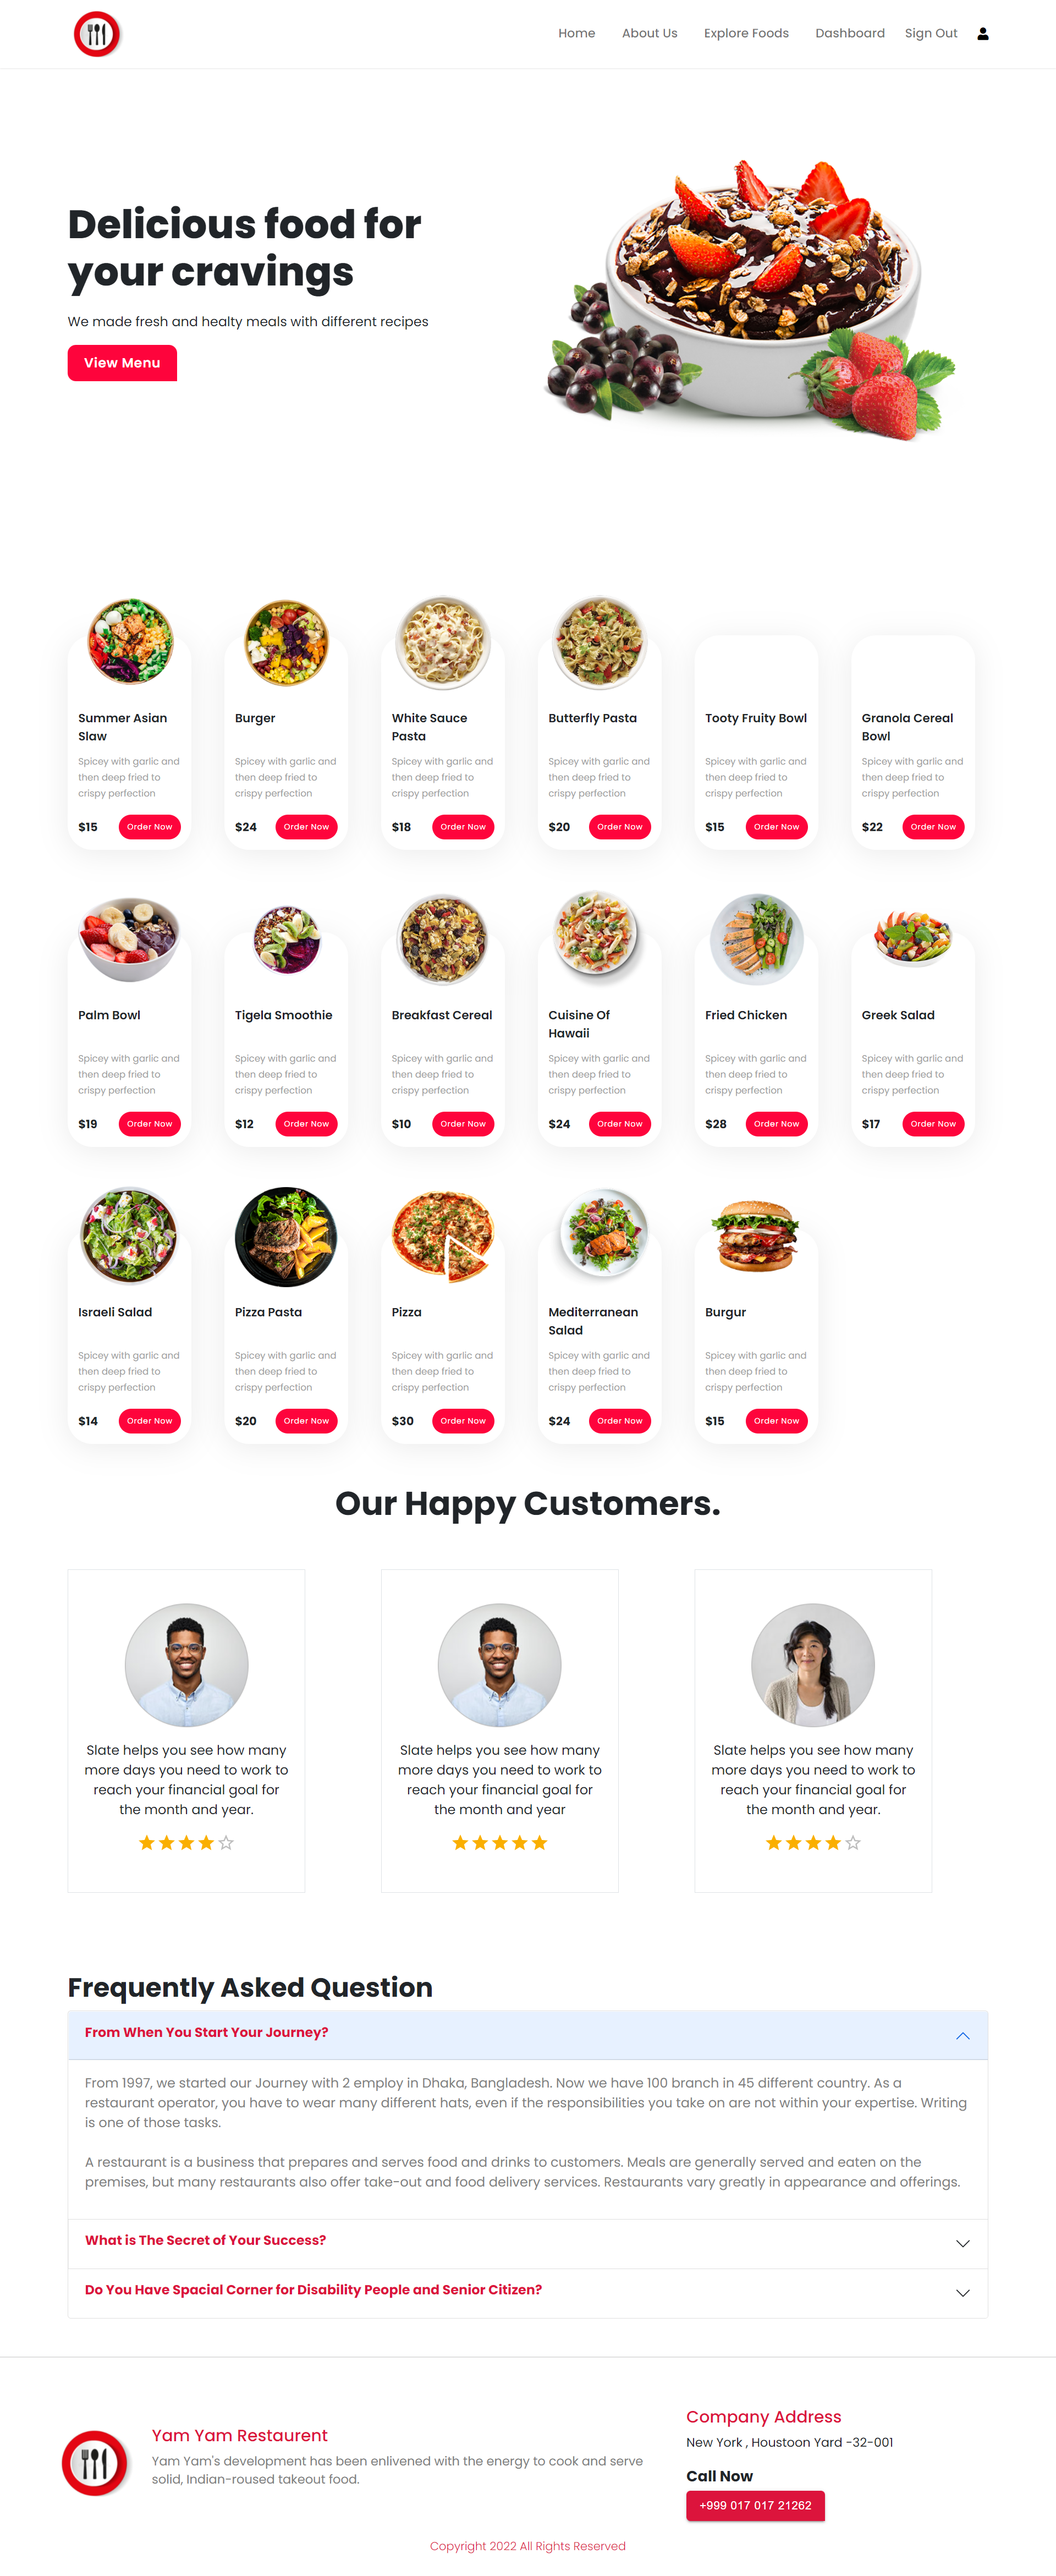 Home About Us Explore Foods Dashboard Sign Out
Delicious food for
your cravings
We made fresh and healty meals with different recipes
View Menu
Summer Asian
Slaw
Spicey with garlic and
then deep fried to
crispy perfection
$15 Order Now
Burger
Spicey with garlic and
then deep fried to
crispy perfection
$24 Order Now
White Sauce
Pasta
Spicey with garlic and
then deep fried to
crispy perfection
$18 Order Now
Butterfly Pasta
Spicey with garlic and
then deep fried to
crispy perfection
$20 Order Now
Tooty Fruity Bowl
Spicey with garlic and
then deep fried to
crispy perfection
$15 Order Now
Granola Cereal
Bowl
Spicey with garlic and
then deep fried to
crispy perfection
$22 Order Now
Palm Bowl
Spicey with garlic and
then deep fried to
crispy perfection
$19 Order Now
Tigela Smoothie
Spicey with garlic and
then deep fried to
crispy perfection
$12 Order Now
Breakfast Cereal
Spicey with garlic and
then deep fried to
crispy perfection
$10 Order Now
Cuisine Of
Hawaii
Spicey with garlic and
then deep fried to
crispy perfection
$24 Order Now
Fried Chicken
Spicey with garlic and
then deep fried to
crispy perfection
$28 Order Now
Greek Salad
Spicey with garlic and
then deep fried to
crispy perfection
$17 Order Now
Israeli Salad
Spicey with garlic and
then deep fried to
crispy perfection
$14 Order Now
Pizza Pasta
Spicey with garlic and
then deep fried to
crispy perfection
$20 Order Now
Pizza
Spicey with garlic and
then deep fried to
crispy perfection
$30 Order Now
Mediterranean
Salad
Spicey with garlic and
then deep fried to
crispy perfection
$24 Order Now
Burgur
Spicey with garlic and
then deep fried to
crispy perfection
$15 Order Now
Our Happy Customers.
Slate helps you see how many
more days you need to work to
reach your financial goal for
the month and year.
Slate helps you see how many
more days you need to work to
reach your financial goal for
the month and year
Slate helps you see how many
more days you need to work to
reach your financial goal for
the month and year.
Frequently Asked Question
From When You Start Your Journey?
From 1997, we started our Journey with 2 employ in Dhaka, Bangladesh. Now we have 100 branch in 45 different country. As a
restaurant operator, you have to wear many different hats, even if the responsibilities you take on are not within your expertise. Writing
is one of those tasks.
A restaurant is a business that prepares and serves food and drinks to customers. Meals are generally served and eaten on the
premises, but many restaurants also offer take-out and food delivery services. Restaurants vary greatly in appearance and offerings.
What is The Secret of Your Success?
Do You Have Spacial Corner for Disability People and Senior Citizen?
Yam Yam Restaurent
Yam Yam's development has been enlivened with the energy to cook and serve
solid, Indian-roused takeout food.
Company Address
New York , Houstoon Yard -32-001
Call Now
+999 017 017 21262
Copyright 2022 All Rights Reserved